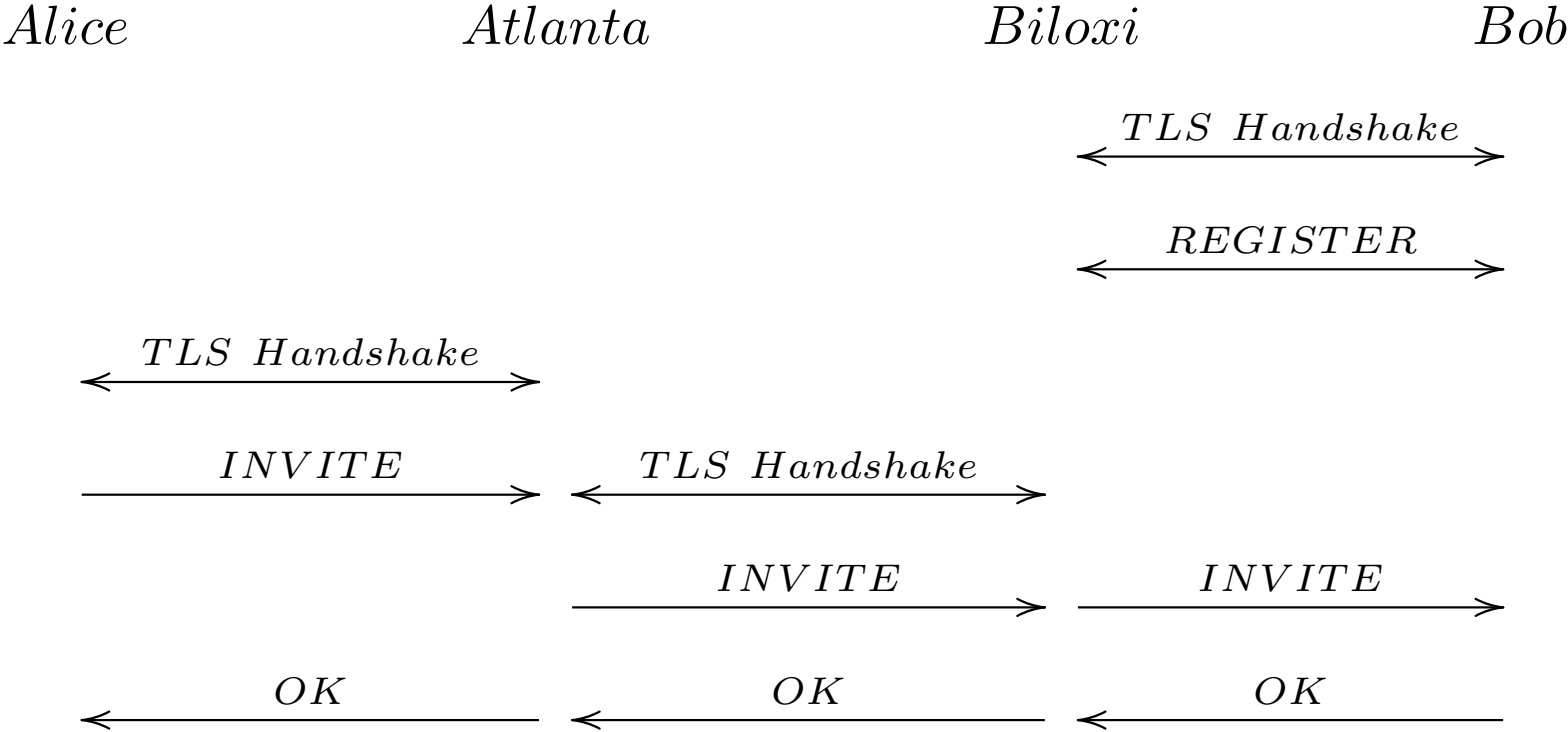 Alice Atlanta Biloxi Bob
TLS Handshake
REGISTER
TLS Handshake
INVITE TLS Handshake
INVITE INVITE
OK OK OK